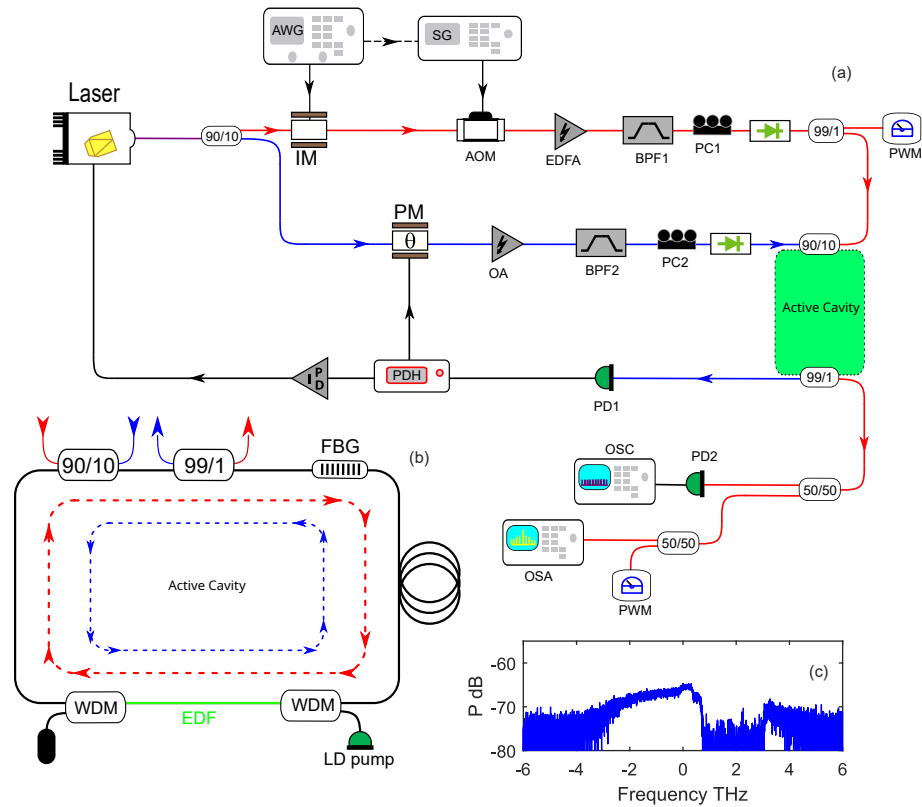 AWG
SG
(a)
Laser
90/10
IM
AOM
EDFA
BPF1
PC1
99/1
PWM
PM
θ
OA
BPF2
PC2
90/10
Active Cavity
I P D
PDH
PD1
99/1
90/10
99/1
FBG
(b)
OSC
PD2
50/50
OSA
50/50
PWM
Active Cavity
WDM
EDF
WDM
LD pump
(c)
P dB
-65
-70
-75
-80
-6
-4
-2
0
2
4
6
Frequency THz